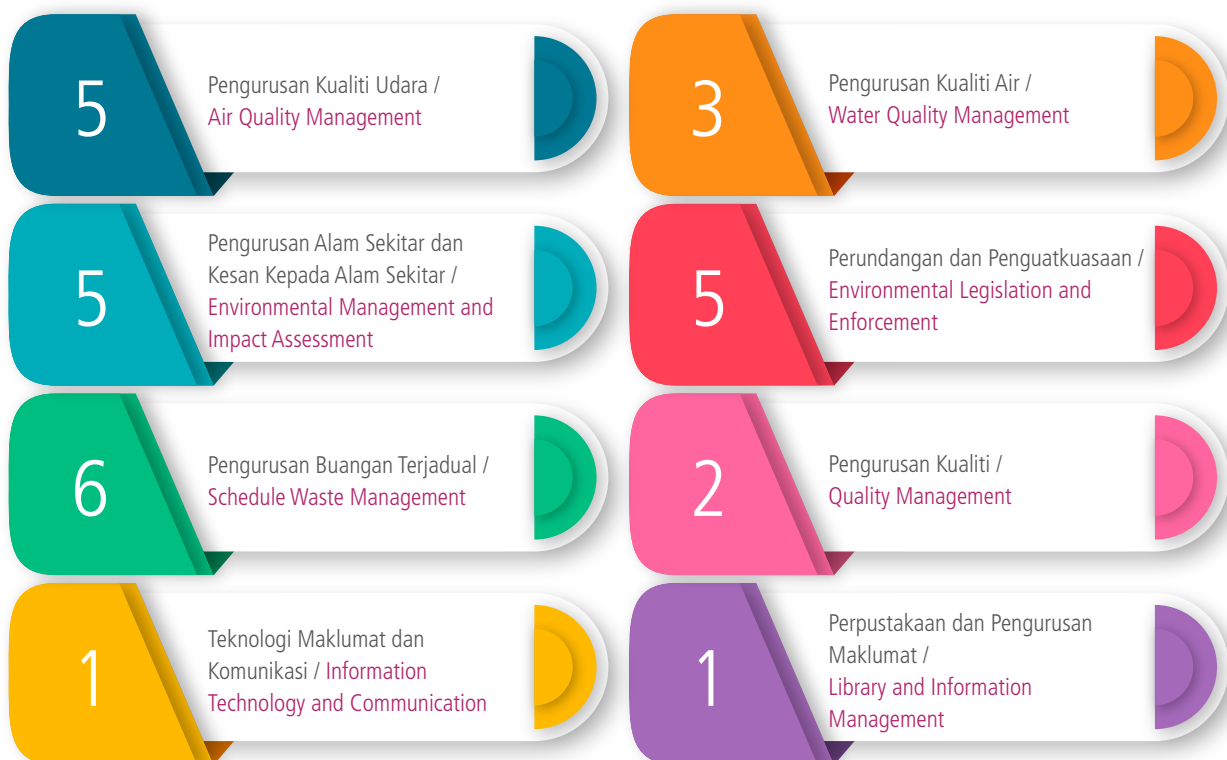 5
Pengurusan Kualiti Udara /
Air Quality Management
3
Pengurusan Kualiti Air /
Water Quality Management
5
Pengurusan Alam Sekitar dan
Kesan Kepada Alam Sekitar /
Environmental Management and
Impact Assessment
5
Perundangan dan Penguatkuasaan /
Environmental Legislation and
Enforcement
6
Pengurusan Buangan Terjadual /
Schedule Waste Management
2
Pengurusan Kualiti /
Quality Management
1
Teknologi Maklumat dan
Komunikasi / Information
Technology and Communication
1
Perpustakaan dan Pengurusan
Maklumat /
Library and Information
Management